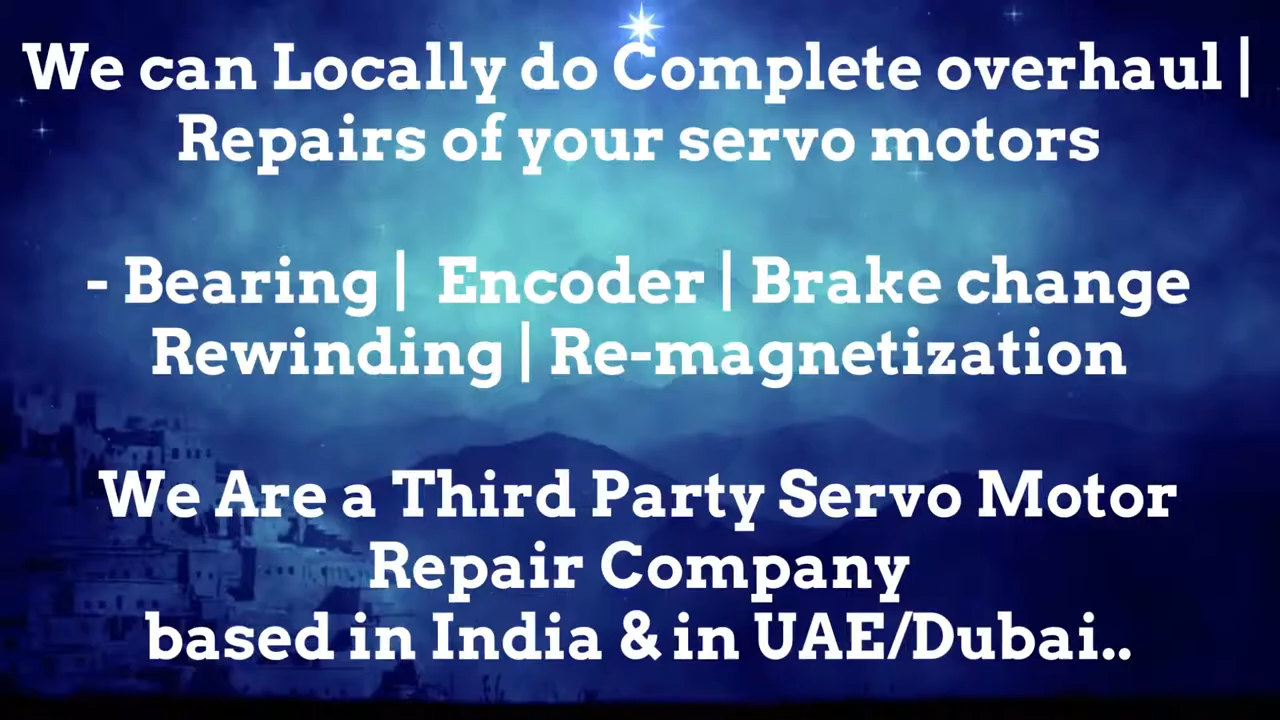 We can Locally do Complete overhaul |
Repairs of your servo motors
- Bearing | Encoder | Brake change
Rewinding | Re-magnetization
We Are a Third Party Servo Motor
Repair Company
based in India & in UAE/Dubai..